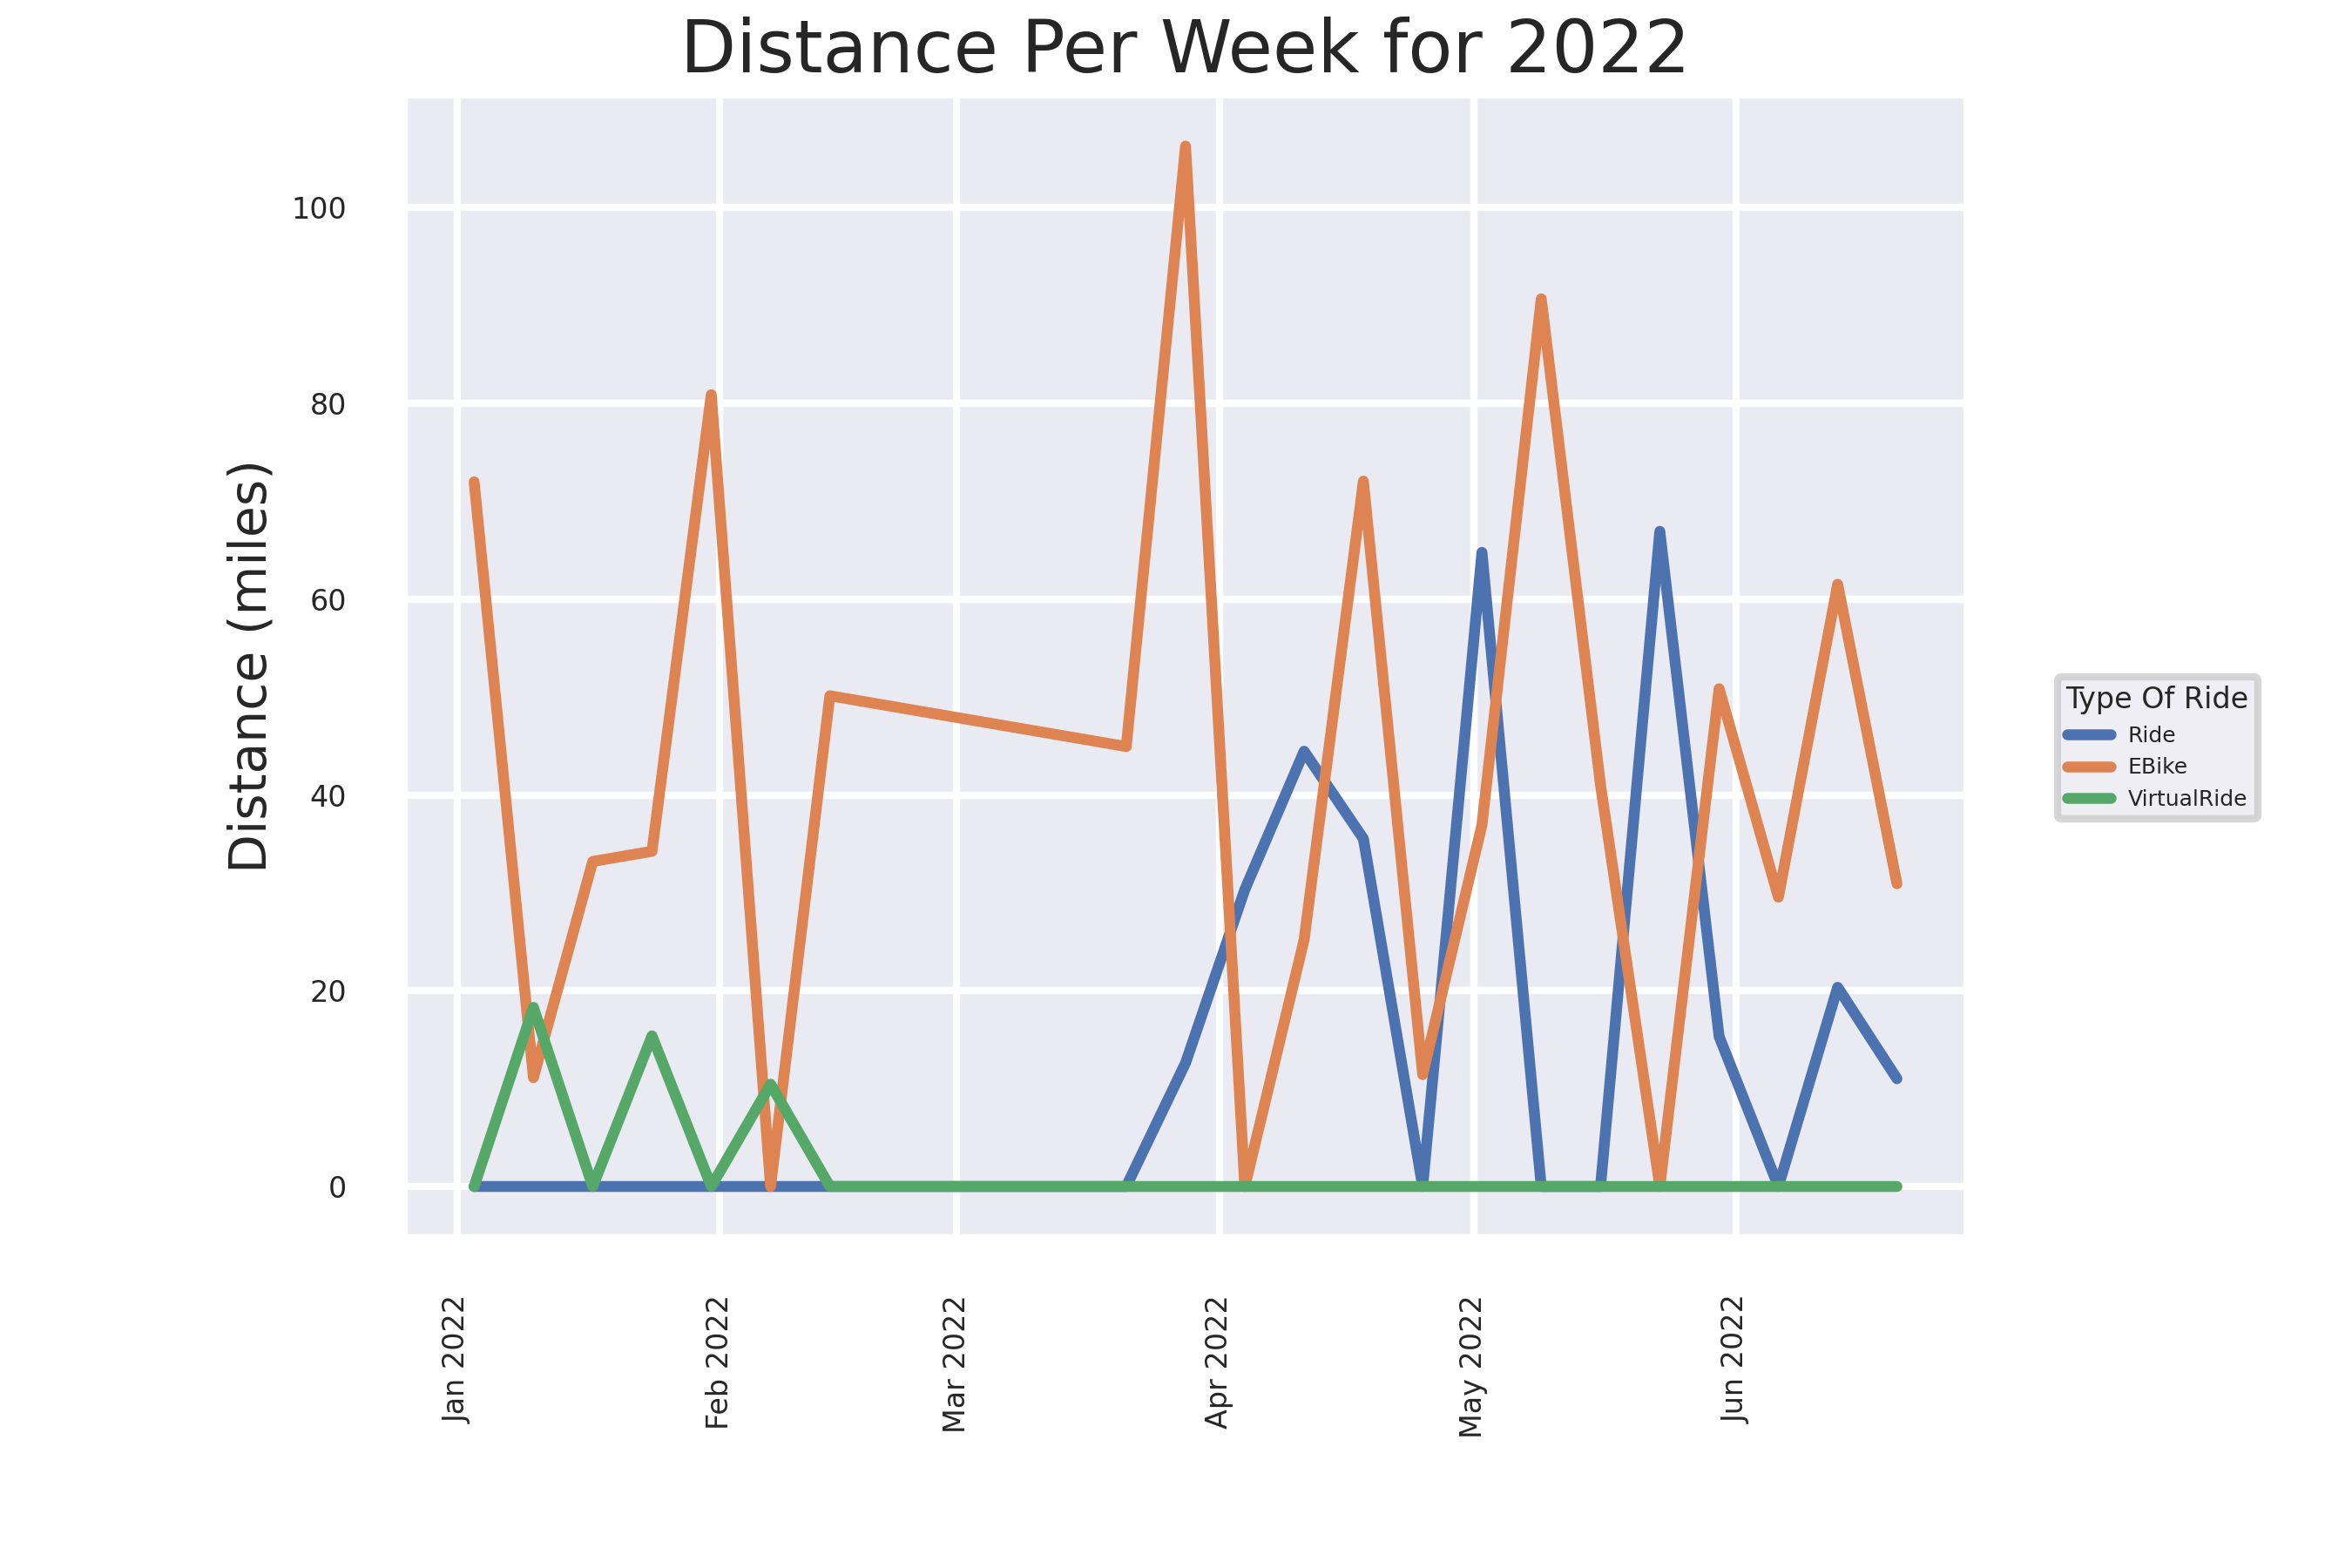 Distance Per Week for 2022
Distance (miles)
100
80
60
40
20
0
Jan 2022
Feb 2022
Mar 2022
Apr 2022
May 2022
Jun 2022
Type Of Ride
Ride
EBike
VirtualRide